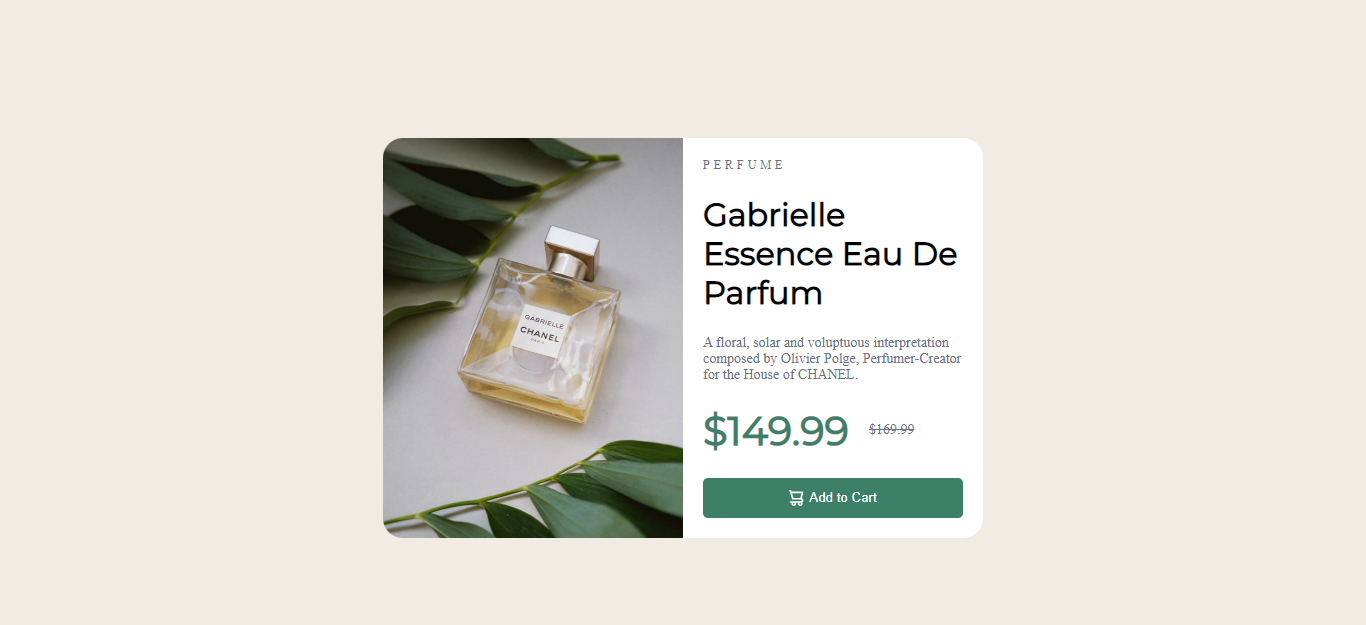 PERFUME
Gabrielle
Essence Eau De
Parfum
A floral, solar and voluptuous interpretation
composed by Olivier Polge, Perfumer-Creator
for the House of CHANEL.
$149.99 $169.99
Add to Cart
GABRIELLE
CHANEL
PARIS